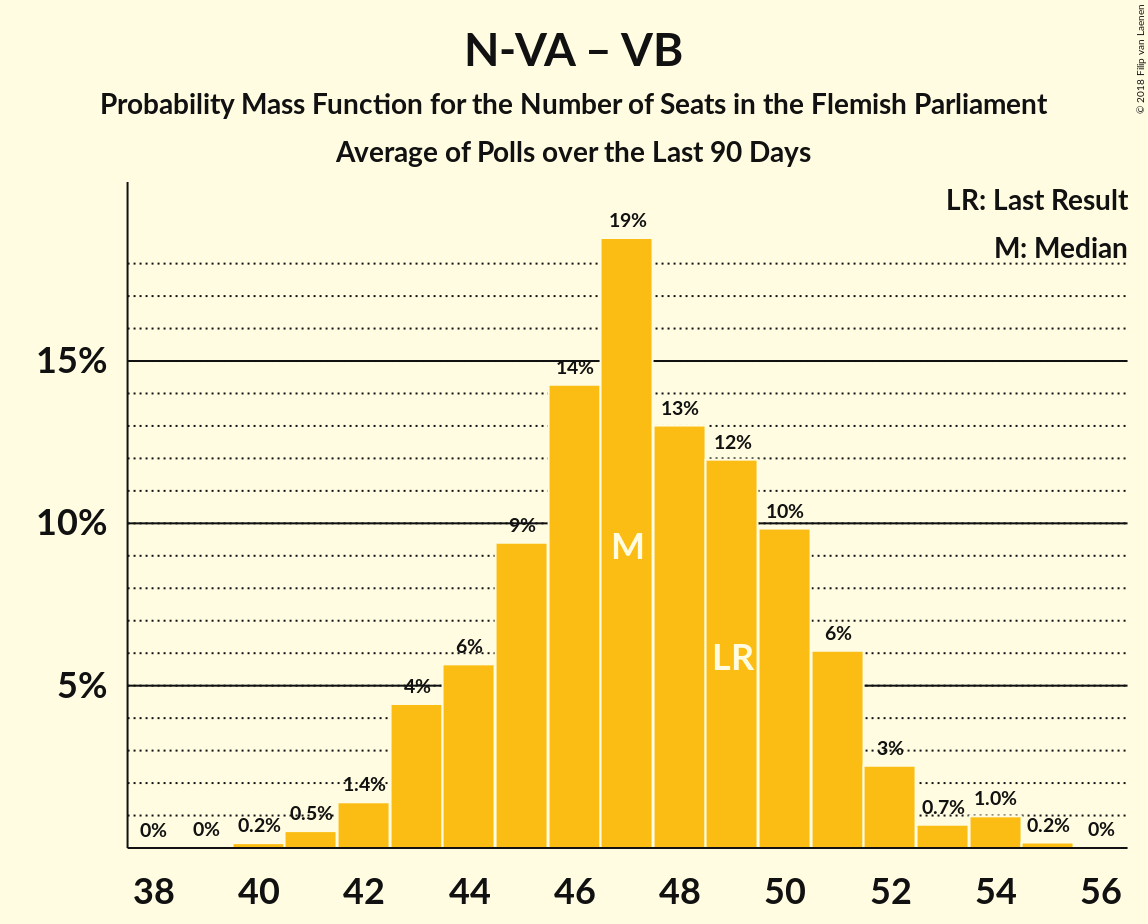 N-VA – VB
Probability Mass Function for the Number of Seats in the Flemish Parliament
Average of Polls over the Last 90 Days
© 2018 Filip van Laenen
LR: Last Result
M: Median
15%
10%
5%
0%
0%
0.2%
0.5%
1.4%
4%
6%
9%
14%
19%
13%
12%
10%
6%
3%
0.7%
1.0%
0.2%
0%
M
LR
38 40 42 44 46 48 50 52 54 56